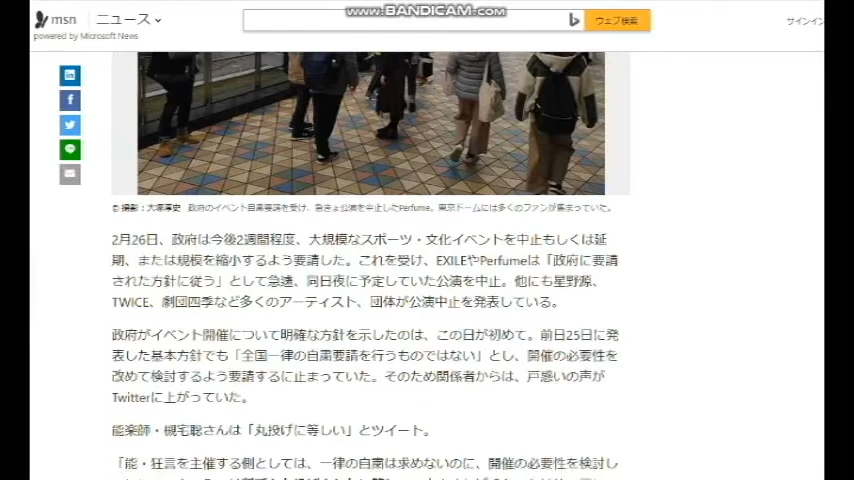 www.BANDICAM.com
msn ニュース
powered by Microsoft News
ウェブ検索
サインイン
© 撮影：大塚淳史 政府のイベント自粛要請を受け、急きょ公演を中止したPerfume。東京ドームには多くのファンが集まっていた。
2月26日、政府は今後2週間程度、大規模なスポーツ・文化イベントを中止もしくは延
期、または規模を縮小するよう要請した。これを受け、EXILEやPerfumeは「政府に要請
された方針に従う」として急遽、同日夜に予定していた公演を中止。他にも星野源、
TWICE、劇団四季など多くのアーティスト、団体が公演中止を発表している。
政府がイベント開催について明確な方針を示したのは、この日が初めて。前日25日に発
表した基本方針でも「全国一律の自粛要請を行うものではない」とし、開催の必要性を
改めて検討するよう要請するに止まっていた。そのため関係者からは、戸惑いの声が
Twitterに上がっていた。
能楽師・槻宅聡さんは「丸投げに等しい」とツイート。
「能・狂言を主催する側としては、一律の自粛は求めないのに、開催の必要性を検討し